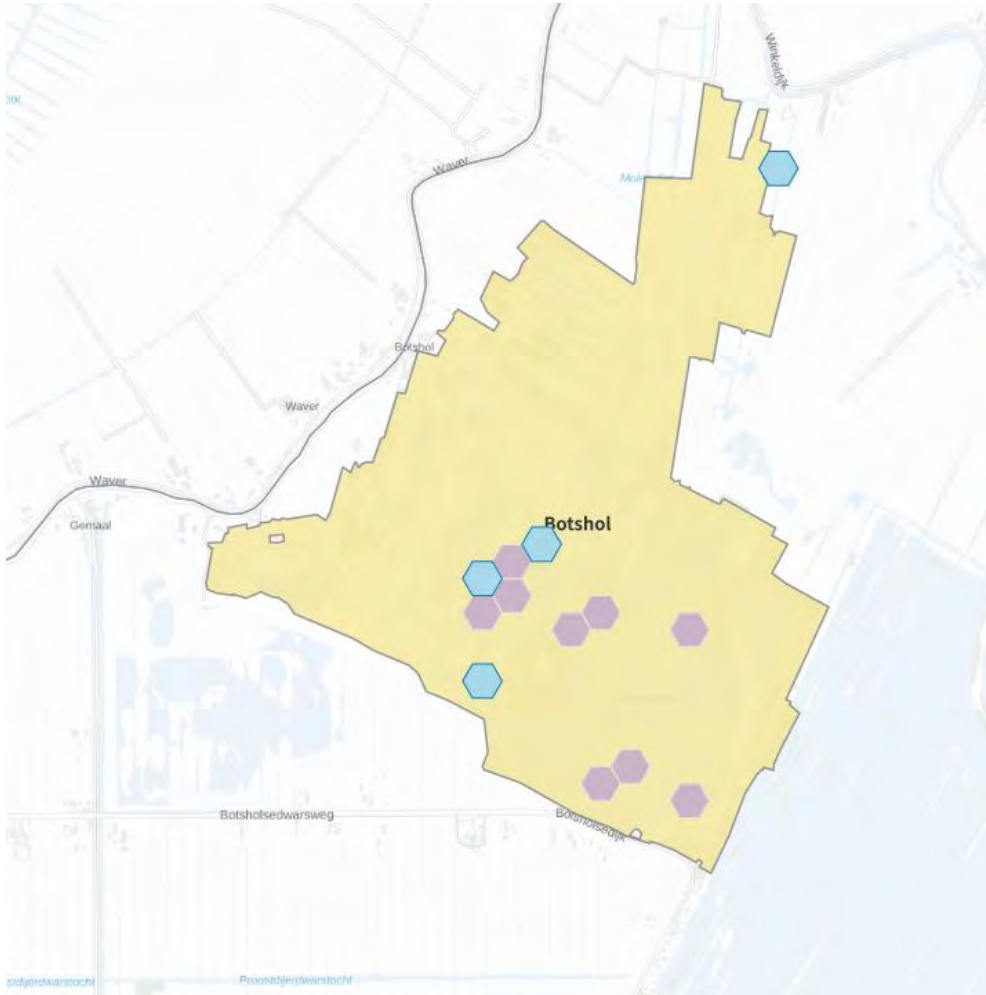 Winkeldijk
Waver
Botshol
Waver
Waver
Gemaal
Botshol
Botsholsedwarsweg
Botsholsedijk
Proostdijerdwarstocht